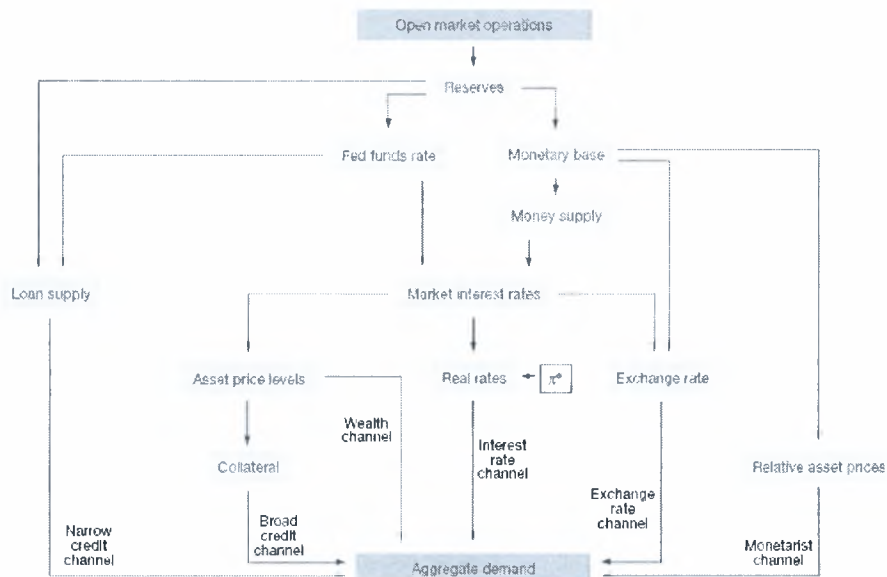 Open market operations
Reserves
Fed funds rate
Monetary base
Money supply
Loan supply
Market interest rates
Asset price levels
Real rates
πᵉ
Exchange rate
Wealth
channel
Interest
rate
channel
Collateral
Relative asset prices
Exchange
rate
channel
Broad
credit
channel
Narrow
credit
channel
Monetarist
channel
Aggregate demand